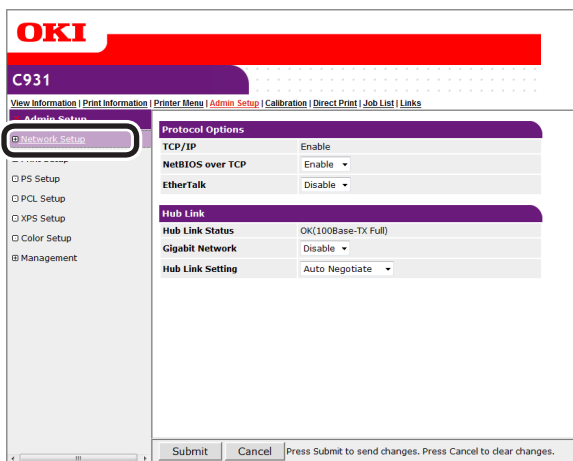 OKI
C931
View Information | Print Information | Printer Menu | Admin Setup | Calibration | Direct Print | Job List | Links
Admin Setup
Network Setup
PS Setup
PCL Setup
XPS Setup
Color Setup
Management
Protocol Options
TCP/IP Enable
NetBIOS over TCP Enable
EtherTalk Disable
Hub Link
Hub Link Status OK(100Base-TX Full)
Gigabit Network Disable
Hub Link Setting Auto Negotiate
Submit Cancel Press Submit to send changes. Press Cancel to clear changes.